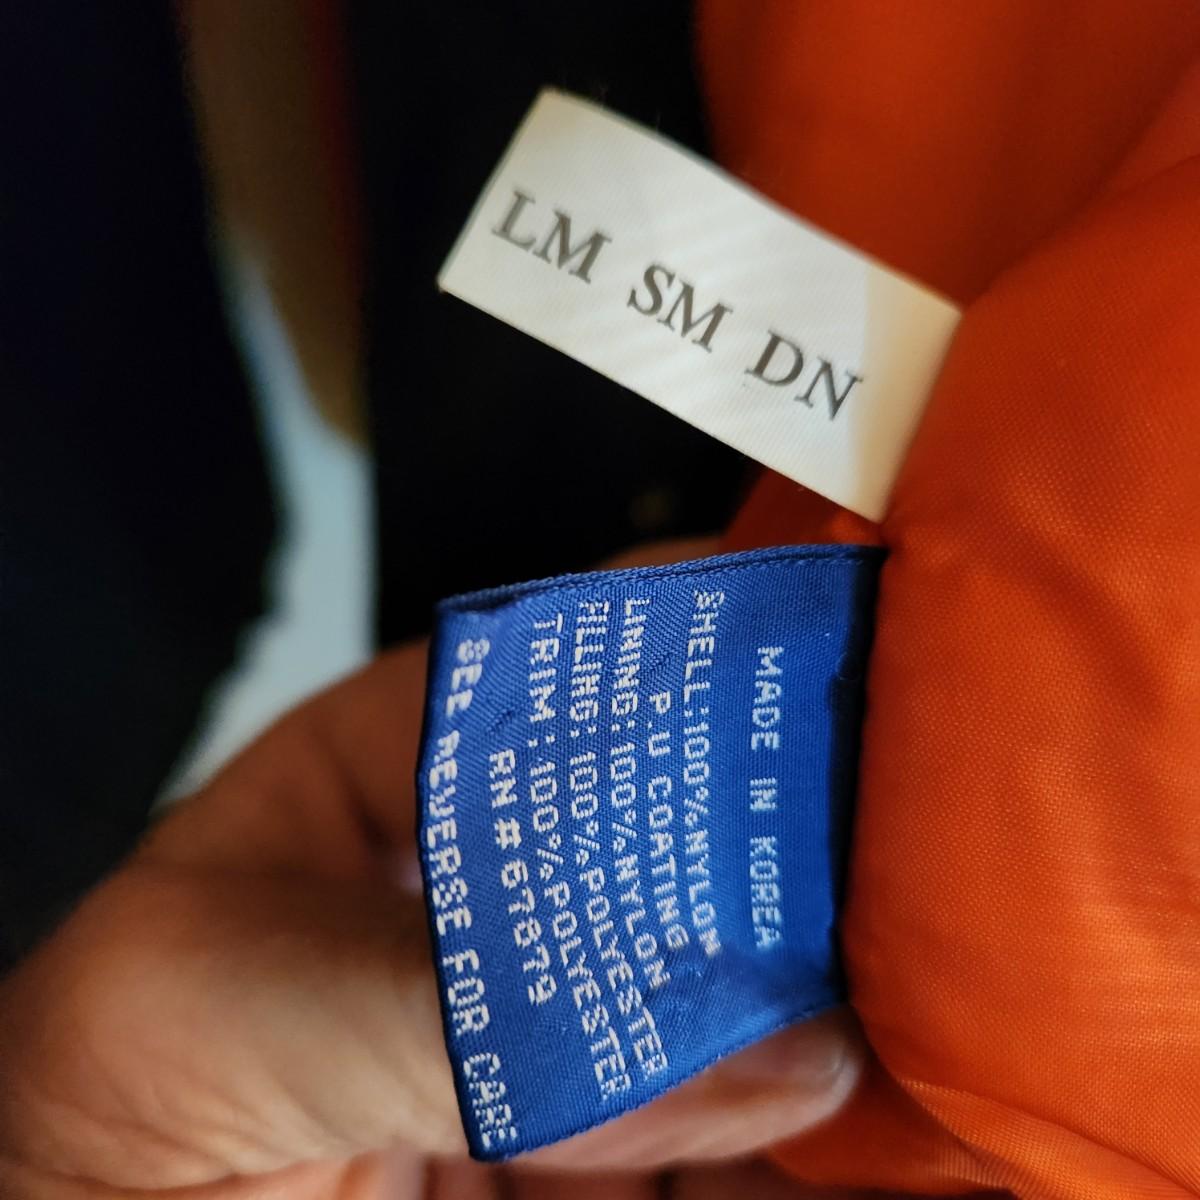 LM SM DN
MADE IN KOREA
SHELL:100%NYLON
P.U COATING
LINING:100%NYLON
FILLING:100%POLYESTER
TRIM:100%POLYESTER
RN#67879
SEE REVERSE FOR CARE